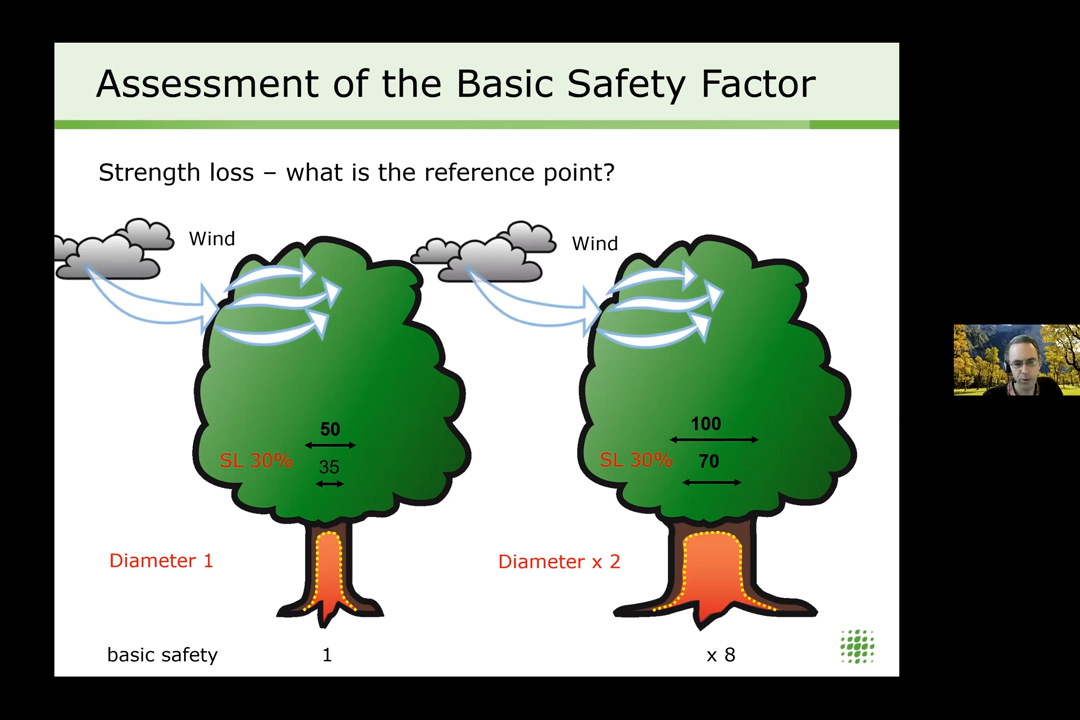 Assessment of the Basic Safety Factor
Strength loss – what is the reference point?
Wind
Wind
50
100
SL 30%
35
SL 30%
70
Diameter 1
Diameter x 2
basic safety
1
x 8